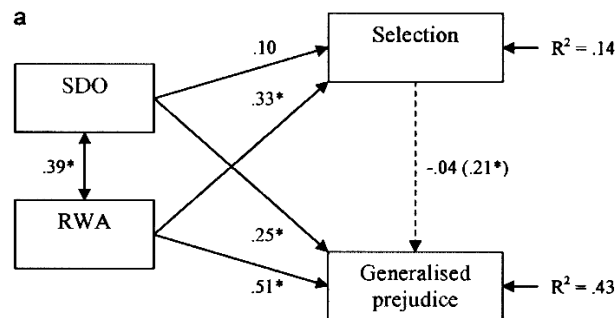 a
Selection
R² = .14
.10
SDO
.33*
.39*
-.04 (.21*)
RWA
.25*
.51*
Generalised
prejudice
R² = .43